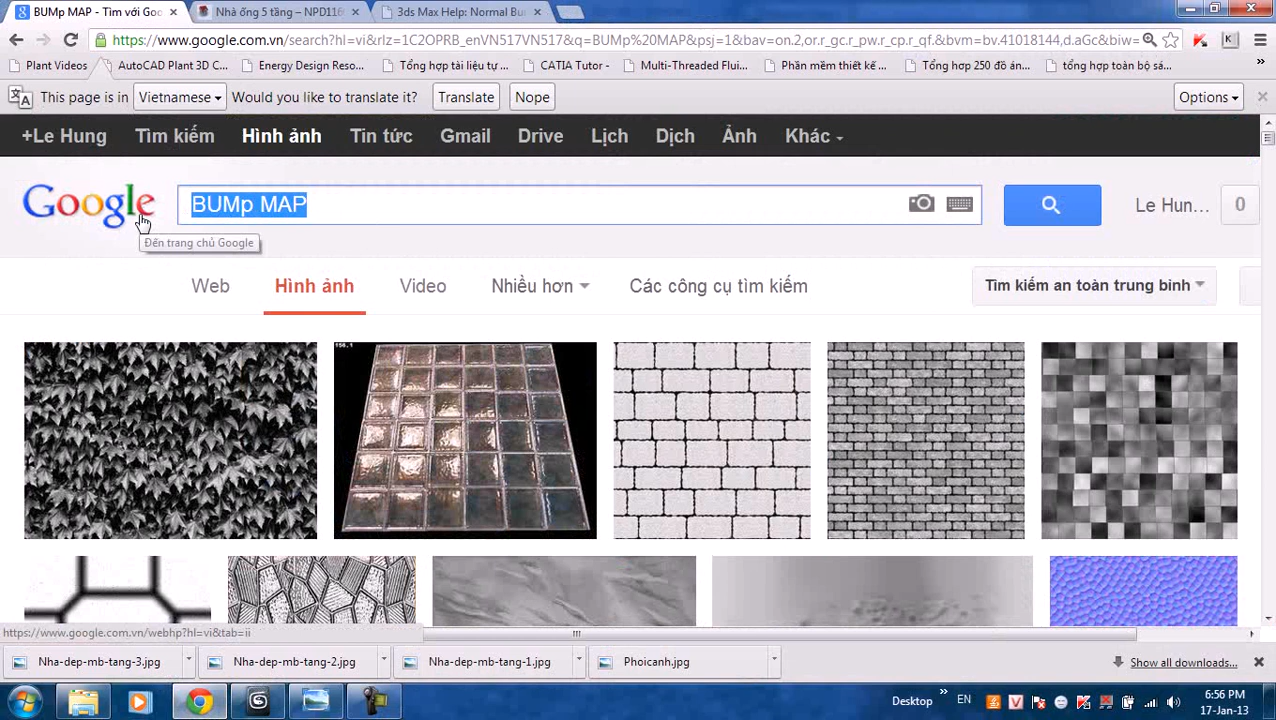 BUMp MAP - Tìm với Goo
Nhà ống 5 tầng – NPD116
3ds Max Help: Normal Bu
https://www.google.com.vn/search?hl=vi&rlz=1C2OPRB_enVN517VN517&q=BUMp%20MAP&psj=1&bav=on.2,or.r_gc.r_pw.r_cp.r_qf.&bvm=bv.41018144,d.aGc&biw=
Plant Videos
AutoCAD Plant 3D C...
Energy Design Reso...
Tổng hợp tài liệu tự ...
CATIA Tutor -
Multi-Threaded Flui...
Phần mềm thiết kế ...
Tổng hợp 250 đồ án...
tổng hợp toàn bộ sá...
This page is in Vietnamese Would you like to translate it? Translate Nope Options
+Le Hung Tìm kiếm Hình ảnh Tin tức Gmail Drive Lịch Dịch Ảnh Khác
Google BUMp MAP Le Hun... 0
Đến trang chủ Google
Web Hình ảnh Video Nhiều hơn Các công cụ tìm kiếm Tìm kiếm an toàn trung bình
156.1
https://www.google.com.vn/webhp?hl=vi&tab=ii
Nha-dep-mb-tang-3.jpg Nha-dep-mb-tang-2.jpg Nha-dep-mb-tang-1.jpg Phoicanh.jpg Show all downloads...
Desktop EN 6:56 PM
17-Jan-13